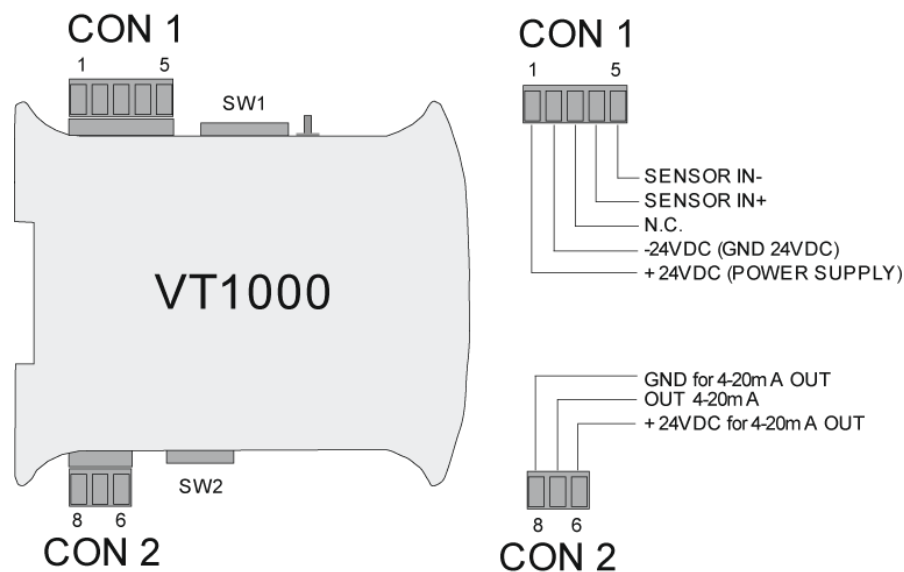 CON 1
1 5
SW1
VT1000
SW2
8 6
CON 2
CON 1
1 5
SENSOR IN-
SENSOR IN+
N.C.
-24VDC (GND 24VDC)
+24VDC (POWER SUPPLY)
GND for 4-20mA OUT
OUT 4-20mA
+24VDC for 4-20mA OUT
8 6
CON 2